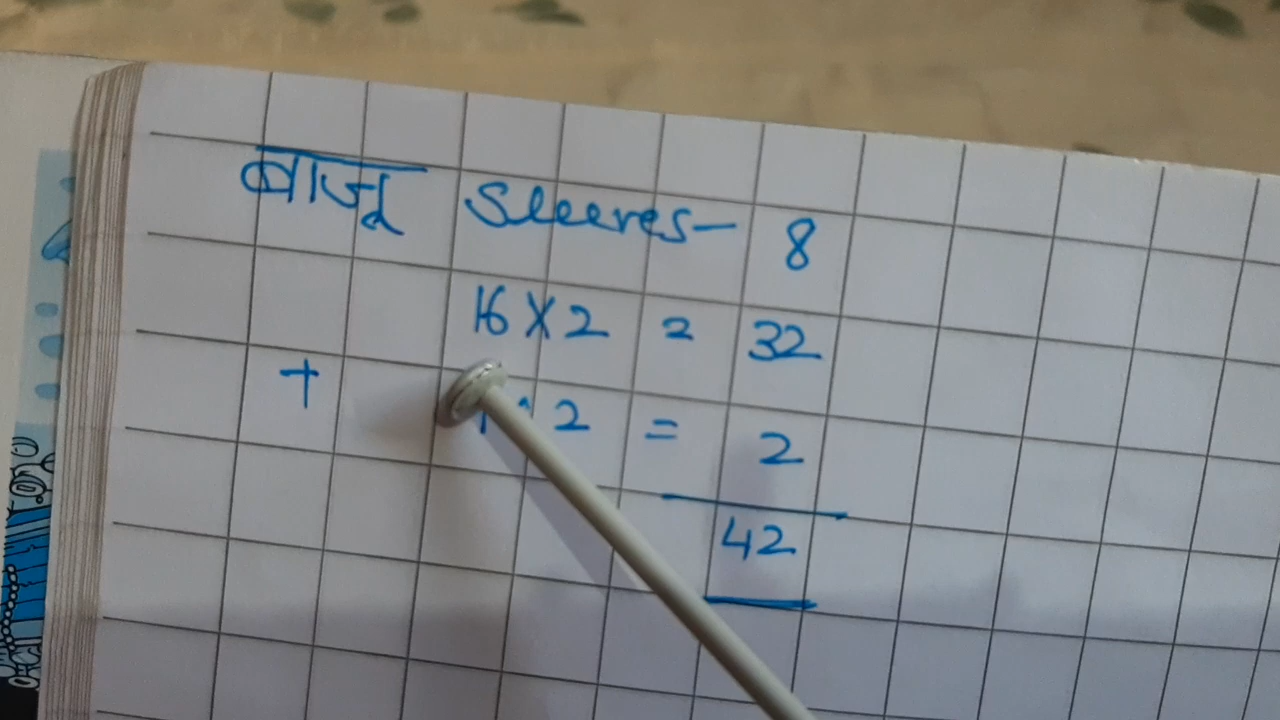 बाजू Sleeves- 8
16 X 2 = 32
+ 2 = 2
42